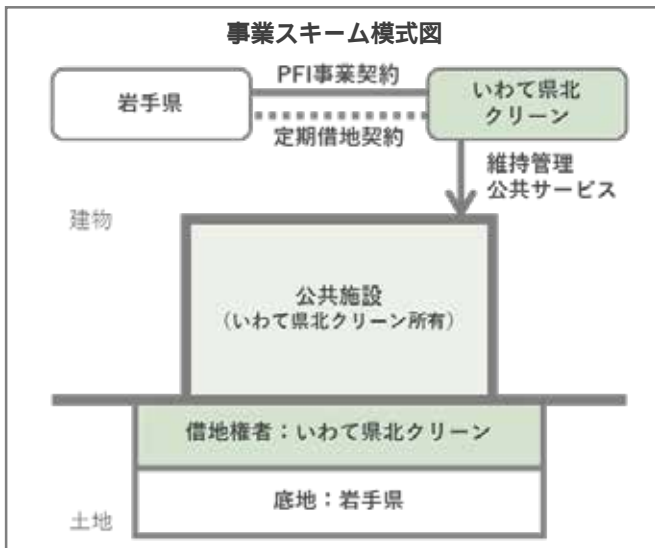 事業スキーム模式図
岩手県
PFI事業契約
定期借地契約
いわて県北
クリーン
維持管理
公共サービス
建物
公共施設
（いわて県北クリーン所有）
借地権者：いわて県北クリーン
底地：岩手県
土地